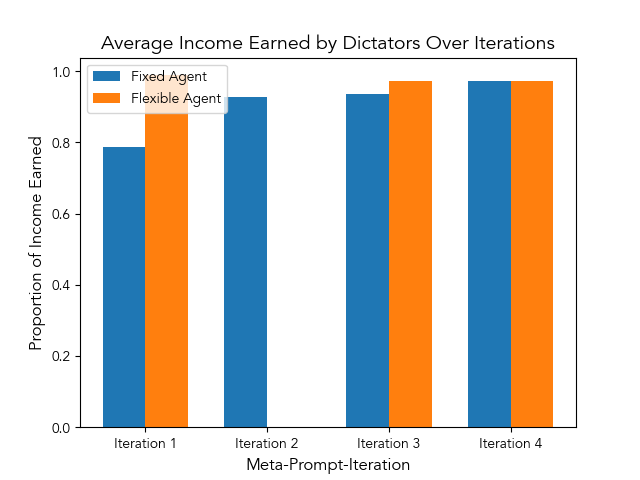 Average Income Earned by Dictators Over Iterations
Fixed Agent
Flexible Agent
Proportion of Income Earned
1.0
0.8
0.6
0.4
0.2
0.0
Iteration 1
Iteration 2
Iteration 3
Iteration 4
Meta-Prompt-Iteration